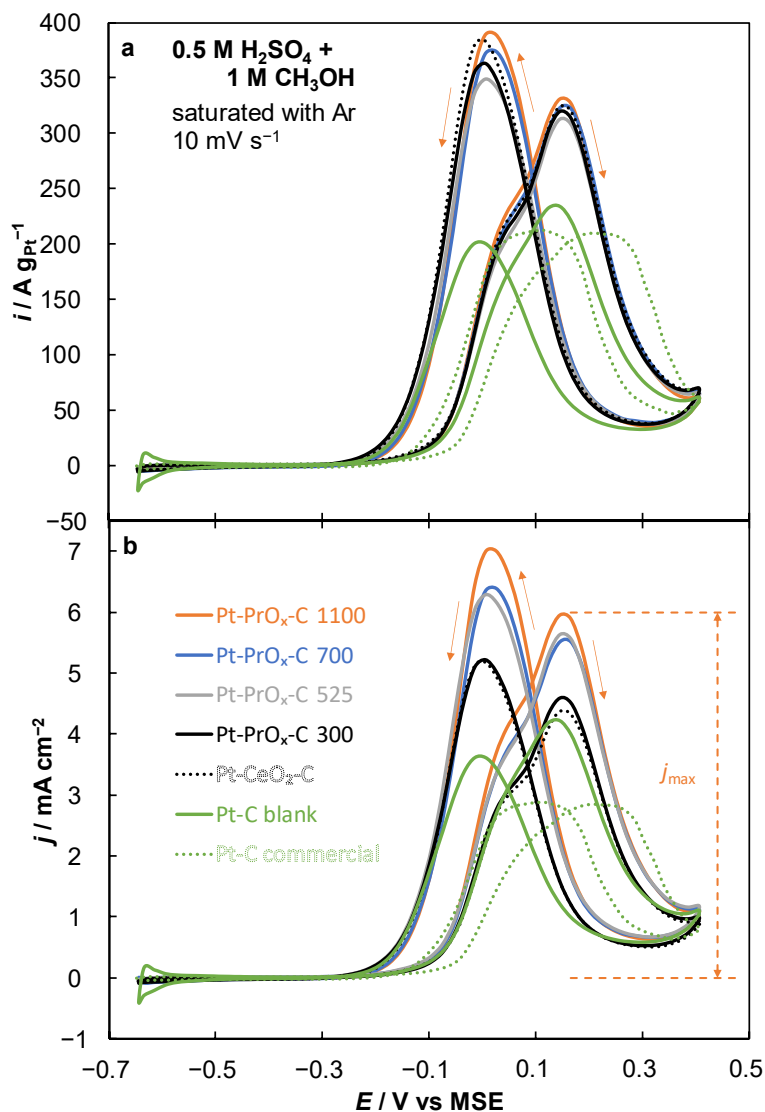 400
350
300
250
200
150
100
50
0
−50
i / A gPt−1
a
0.5 M H2SO4 +
1 M CH3OH
saturated with Ar
10 mV s−1
b
7
6
5
4
3
2
1
0
−1
j / mA cm−2
Pt-PrOx-C 1100
Pt-PrOx-C 700
Pt-PrOx-C 525
Pt-PrOx-C 300
Pt-CeO2-C
Pt-C blank
Pt-C commercial
jmax
−0.7 −0.5 −0.3 −0.1 0.1 0.3 0.5
E / V vs MSE